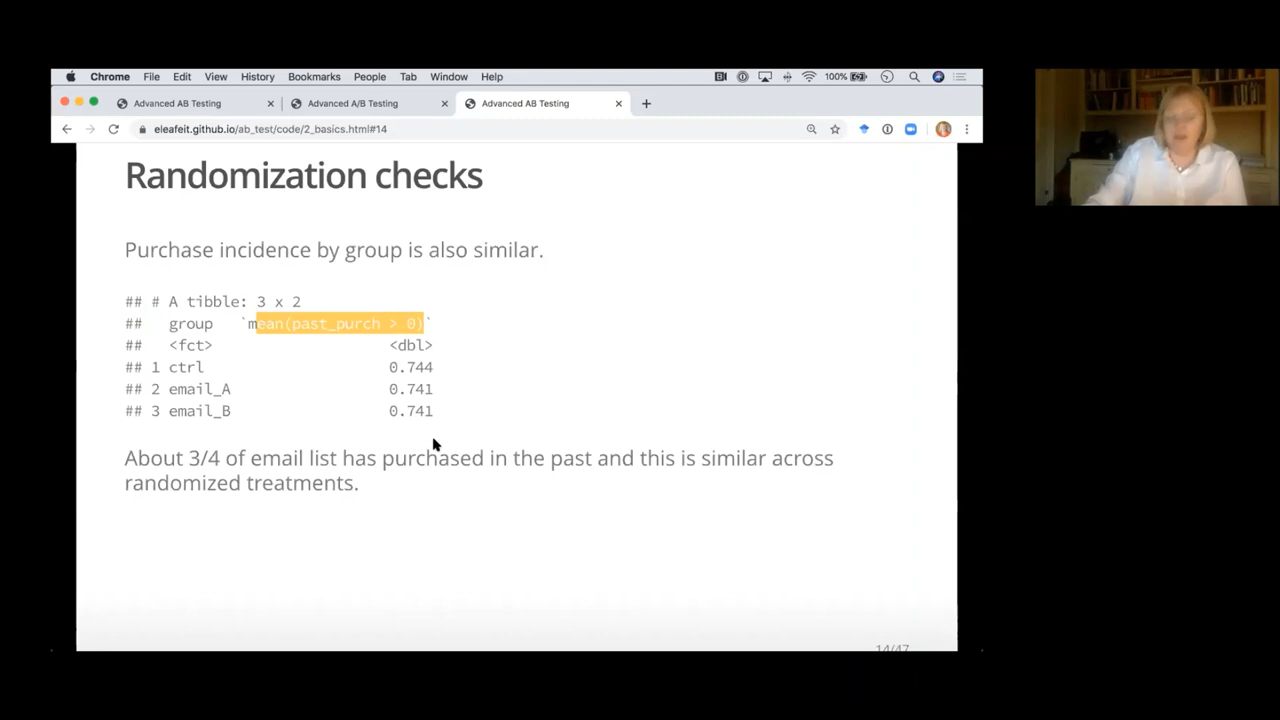 Chrome File Edit View History Bookmarks People Tab Window Help 100%
Advanced AB Testing Advanced A/B Testing Advanced AB Testing
eleafeit.github.io/ab_test/code/2_basics.html#14
Randomization checks
Purchase incidence by group is also similar.
## # A tibble: 3 x 2
## group `mean(past_purch > 0)`
## <fct> <dbl>
## 1 ctrl 0.744
## 2 email_A 0.741
## 3 email_B 0.741
About 3/4 of email list has purchased in the past and this is similar across
randomized treatments.
14/47